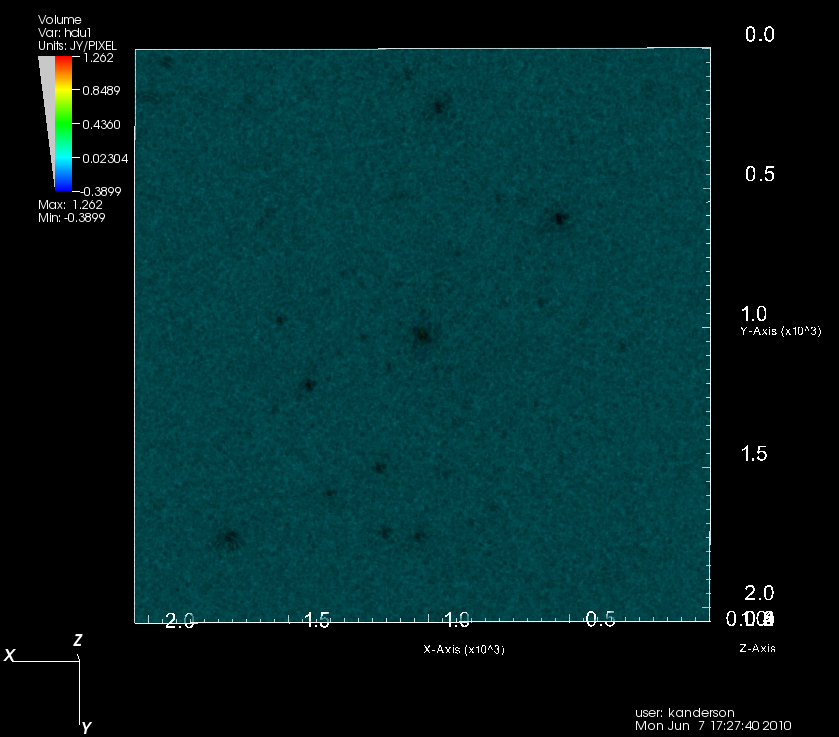 Volume
Var: hdu1
Units: JY/PIXEL
1.262
0.8489
0.4360
0.02304
-0.3899
Max: 1.262
Min: -0.3899
0.0
0.5
1.0
Y-Axis (x10^3)
1.5
2.0
2.0 1.5 1.0 0.5
X-Axis (x10^3)
Z-Axis
Z
X
Y
user: kanderson
Mon Jun 7 17:27:40 2010